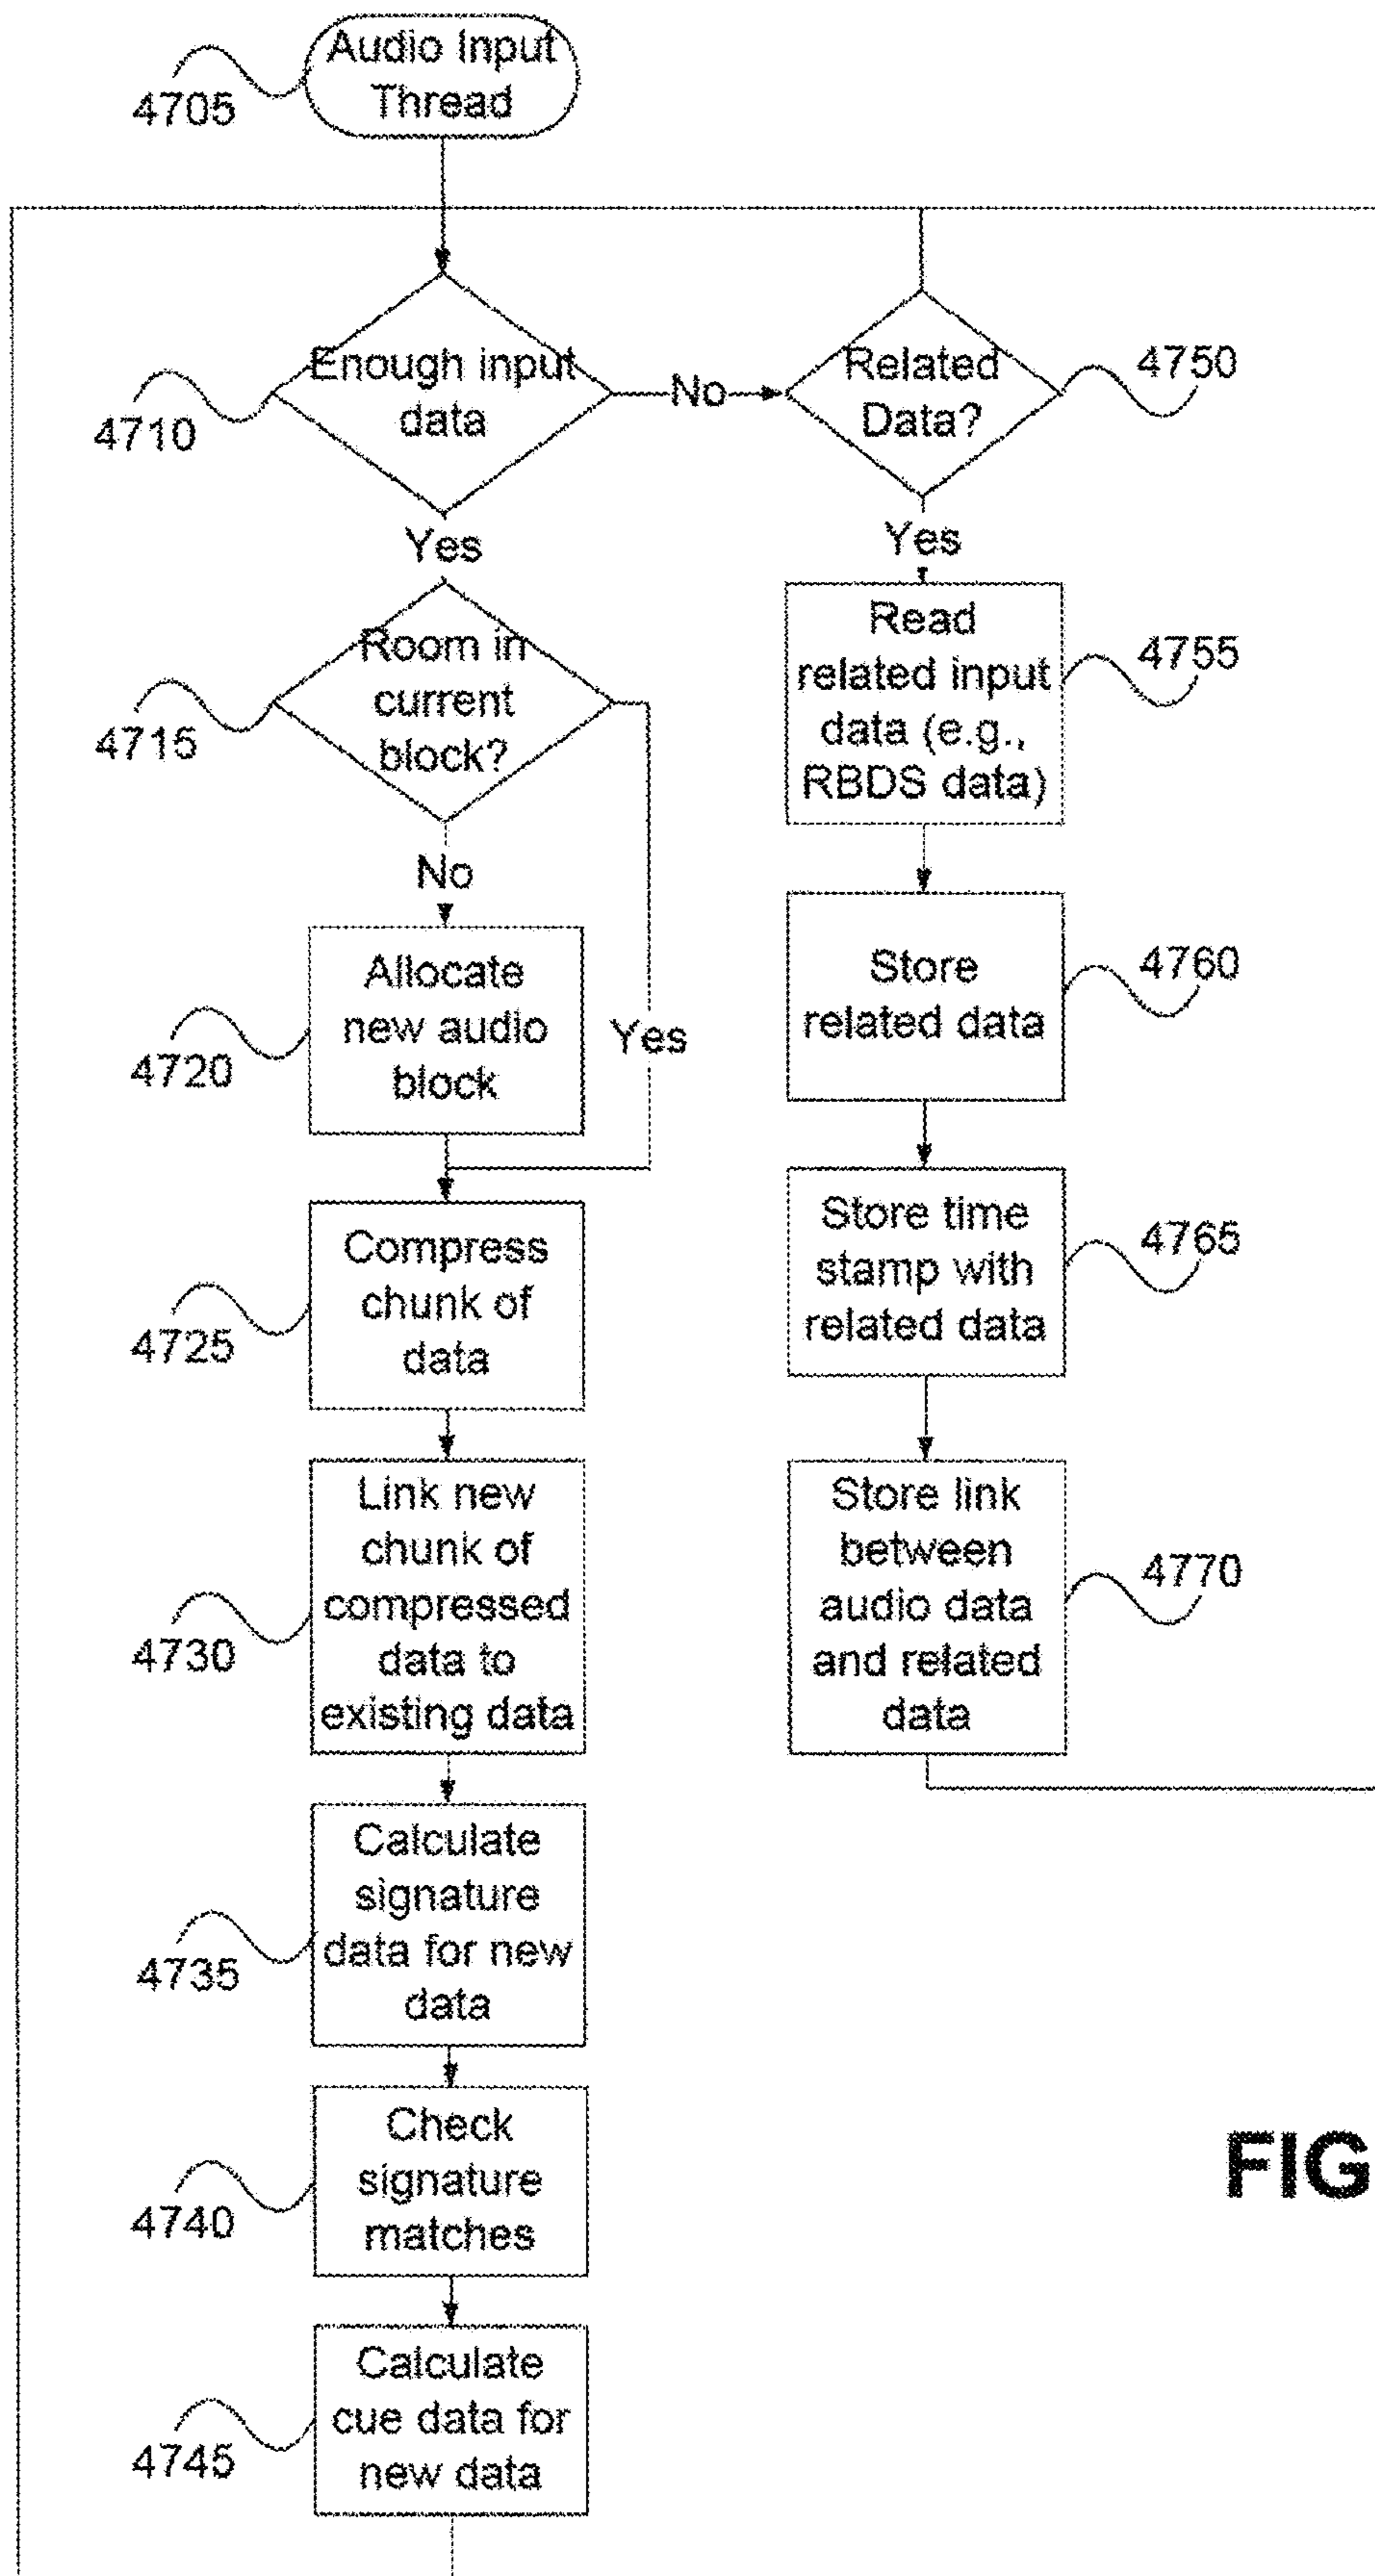 Audio Input
Thread
4705
Enough input
data
4710
No
Related
Data?
4750
Yes
Yes
Room in
current
block?
4715
Read
related input
data (e.g.,
RBDS data)
4755
No
Allocate
new audio
block
4720
Yes
Store
related data
4760
Compress
chunk of
data
4725
Store time
stamp with
related data
4765
Link new
chunk of
compressed
data to
existing data
4730
Store link
between
audio data
and related
data
4770
Calculate
signature
data for new
data
4735
Check
signature
matches
4740
FIG
Calculate
cue data for
new data
4745